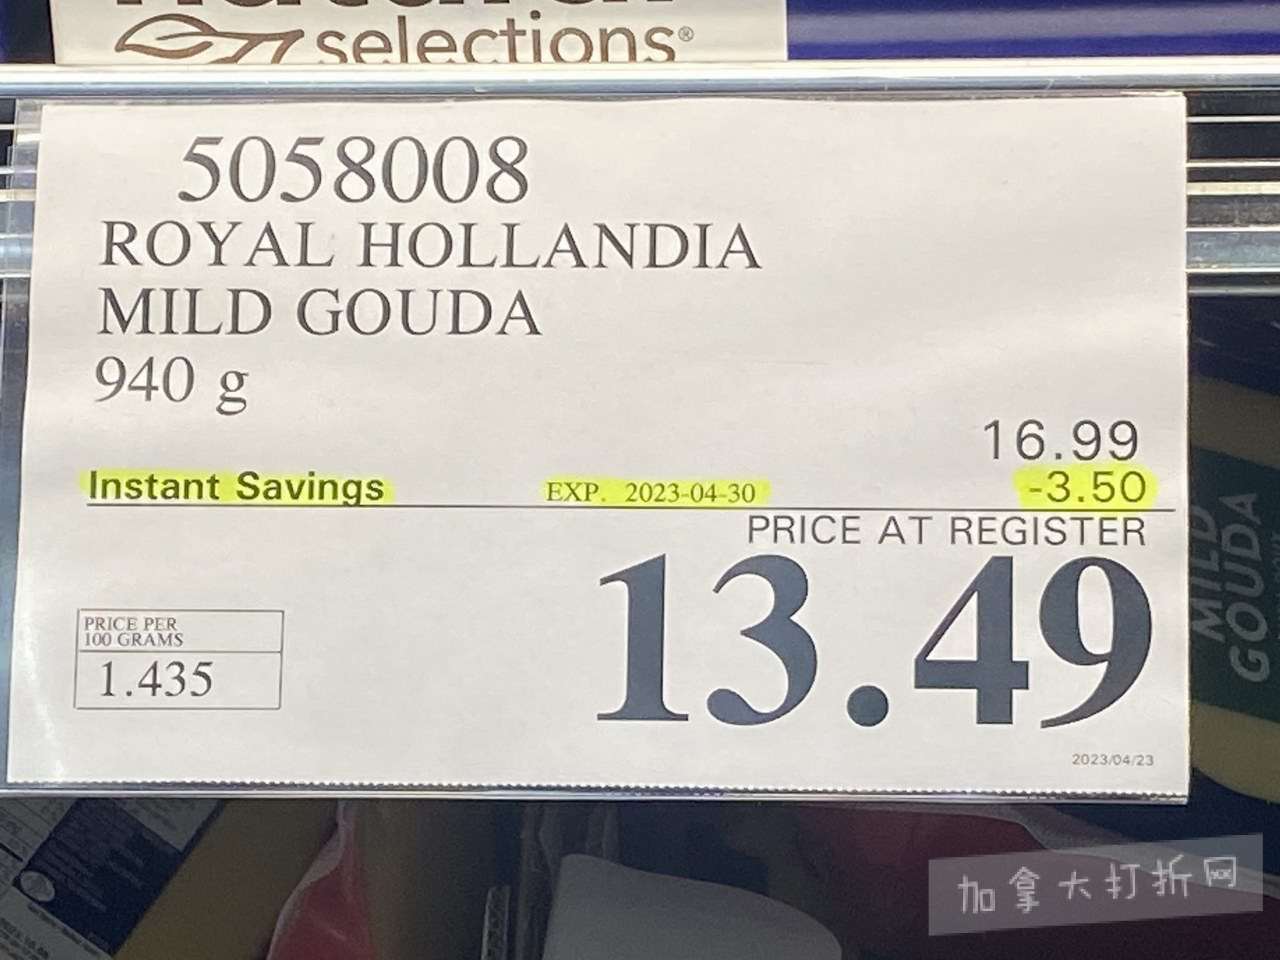 selections®
5058008
ROYAL HOLLANDIA
MILD GOUDA
940 g
16.99
Instant Savings EXP. 2023-04-30 -3.50
PRICE AT REGISTER
13.49
PRICE PER
100 GRAMS
1.435
2023/04/23
MILD
GOUDA
加拿大打折网